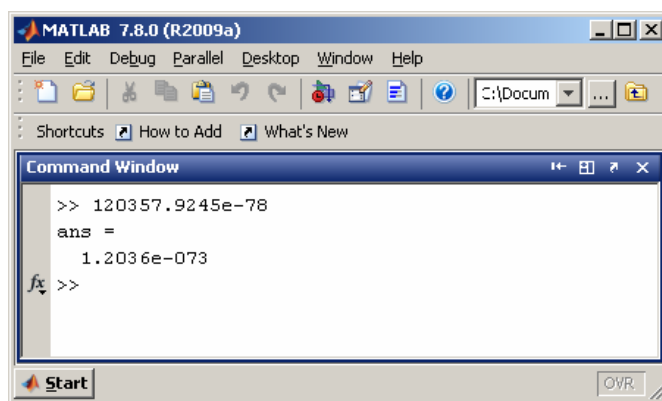 MATLAB 7.8.0 (R2009a)
File Edit Debug Parallel Desktop Window Help
C:\Docum ...
Shortcuts How to Add What's New
Command Window
>> 120357.9245e-78
ans =
1.2036e-073
fx >>
Start OVR